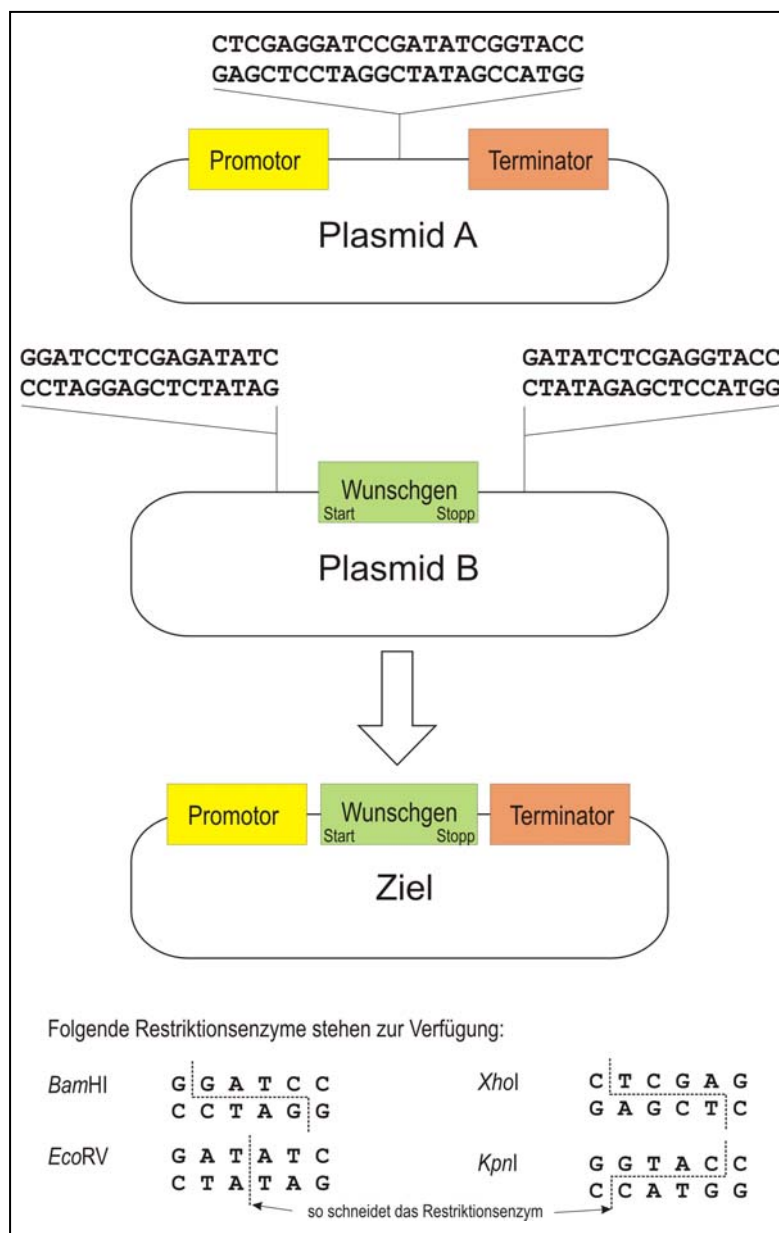 CTCGAGGATCCGATATCGGTACC
GAGCTCCTAGGCTATAGCCATGG
Promotor
Terminator
Plasmid A
GGATCCTCGAGATATC
CCTAGGAGCTCTATAG
GATATCTCGAGGTACC
CTATAGAGCTCCATGG
Wunschgen
Start Stopp
Plasmid B
Promotor
Wunschgen
Start Stopp
Terminator
Ziel
Folgende Restriktionsenzyme stehen zur Verfügung:
BamHI
G G A T C C
C C T A G G
XhoI
C T C G A G
G A G C T C
EcoRV
G A T A T C
C T A T A G
KpnI
G G T A C C
C C A T G G
so schneidet das Restriktionsenzym